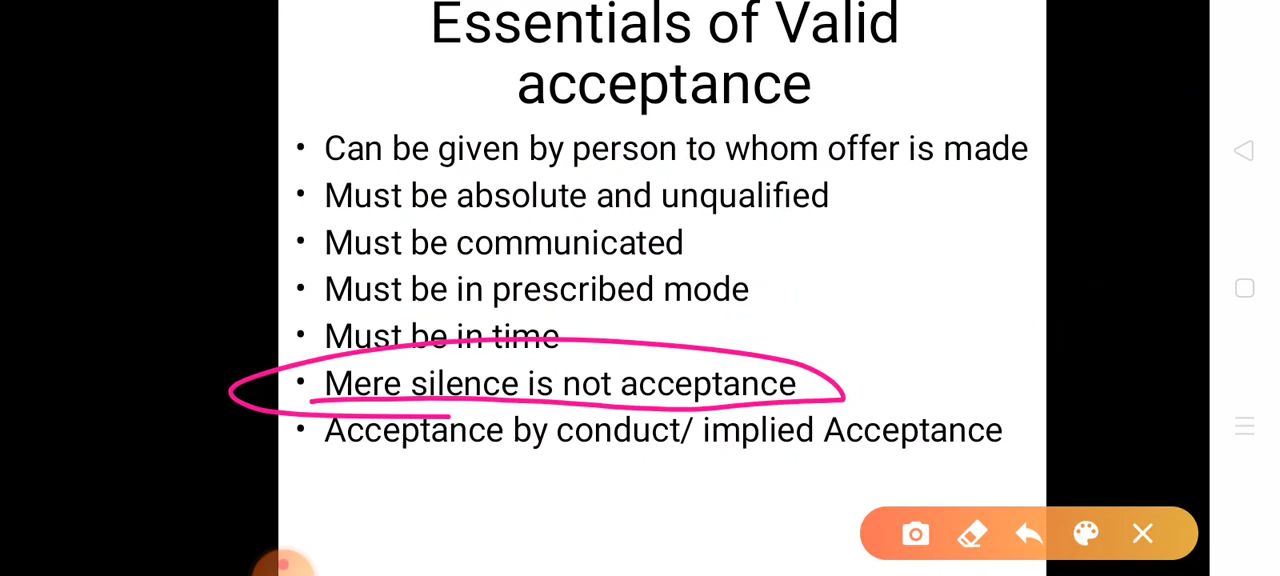 Essentials of Valid
acceptance
• Can be given by person to whom offer is made
• Must be absolute and unqualified
• Must be communicated
• Must be in prescribed mode
• Must be in time
• Mere silence is not acceptance
• Acceptance by conduct/ implied Acceptance